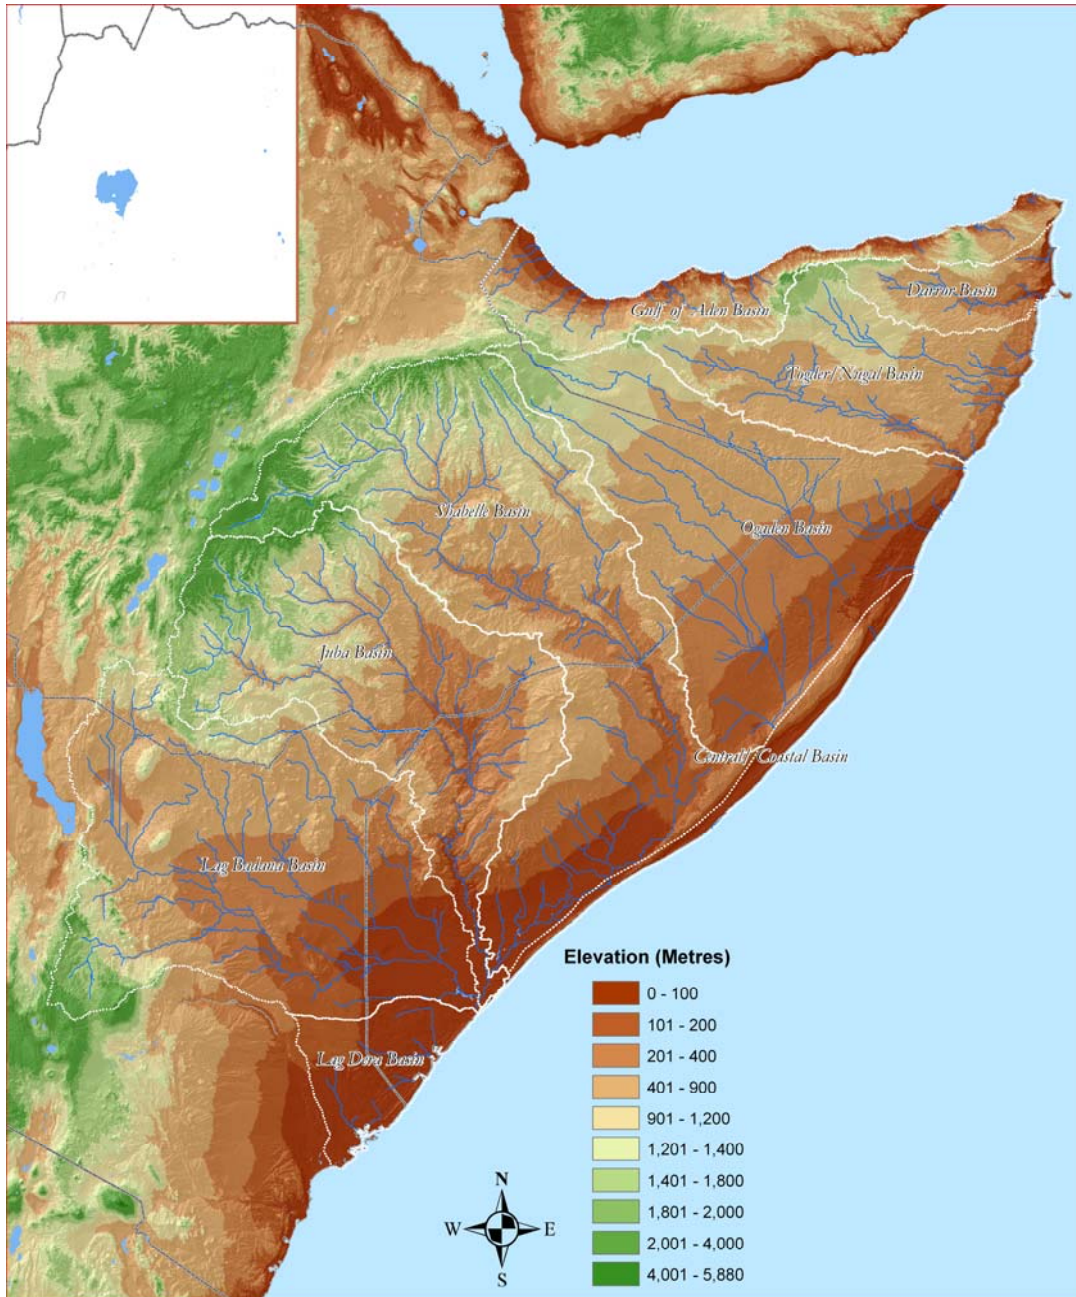 Darror Basin
Gulf of Aden Basin
Togder/Nugal Basin
Shabelle Basin
Ogaden Basin
Juba Basin
Central/ Coastal Basin
Lag Badana Basin
Lag Dera Basin
Elevation (Metres)
0 - 100
101 - 200
201 - 400
401 - 900
901 - 1,200
1,201 - 1,400
1,401 - 1,800
1,801 - 2,000
2,001 - 4,000
4,001 - 5,880
N
W E
S